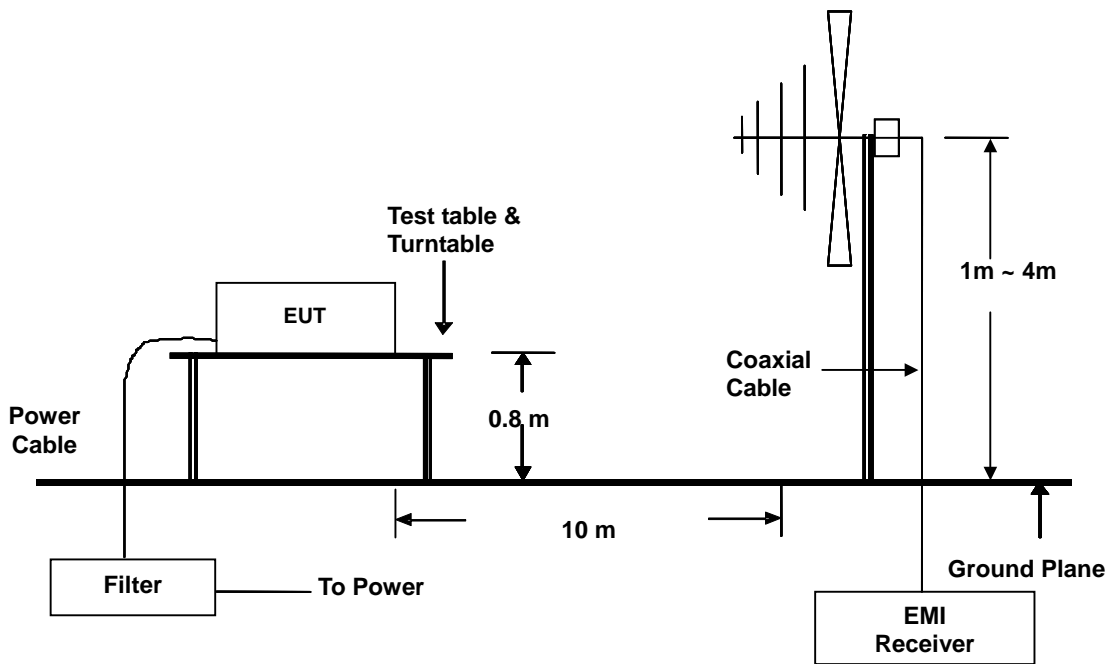 Test table &
Turntable
EUT
1m ~ 4m
Coaxial
Cable
0.8 m
Power
Cable
10 m
Filter
To Power
Ground Plane
EMI
Receiver